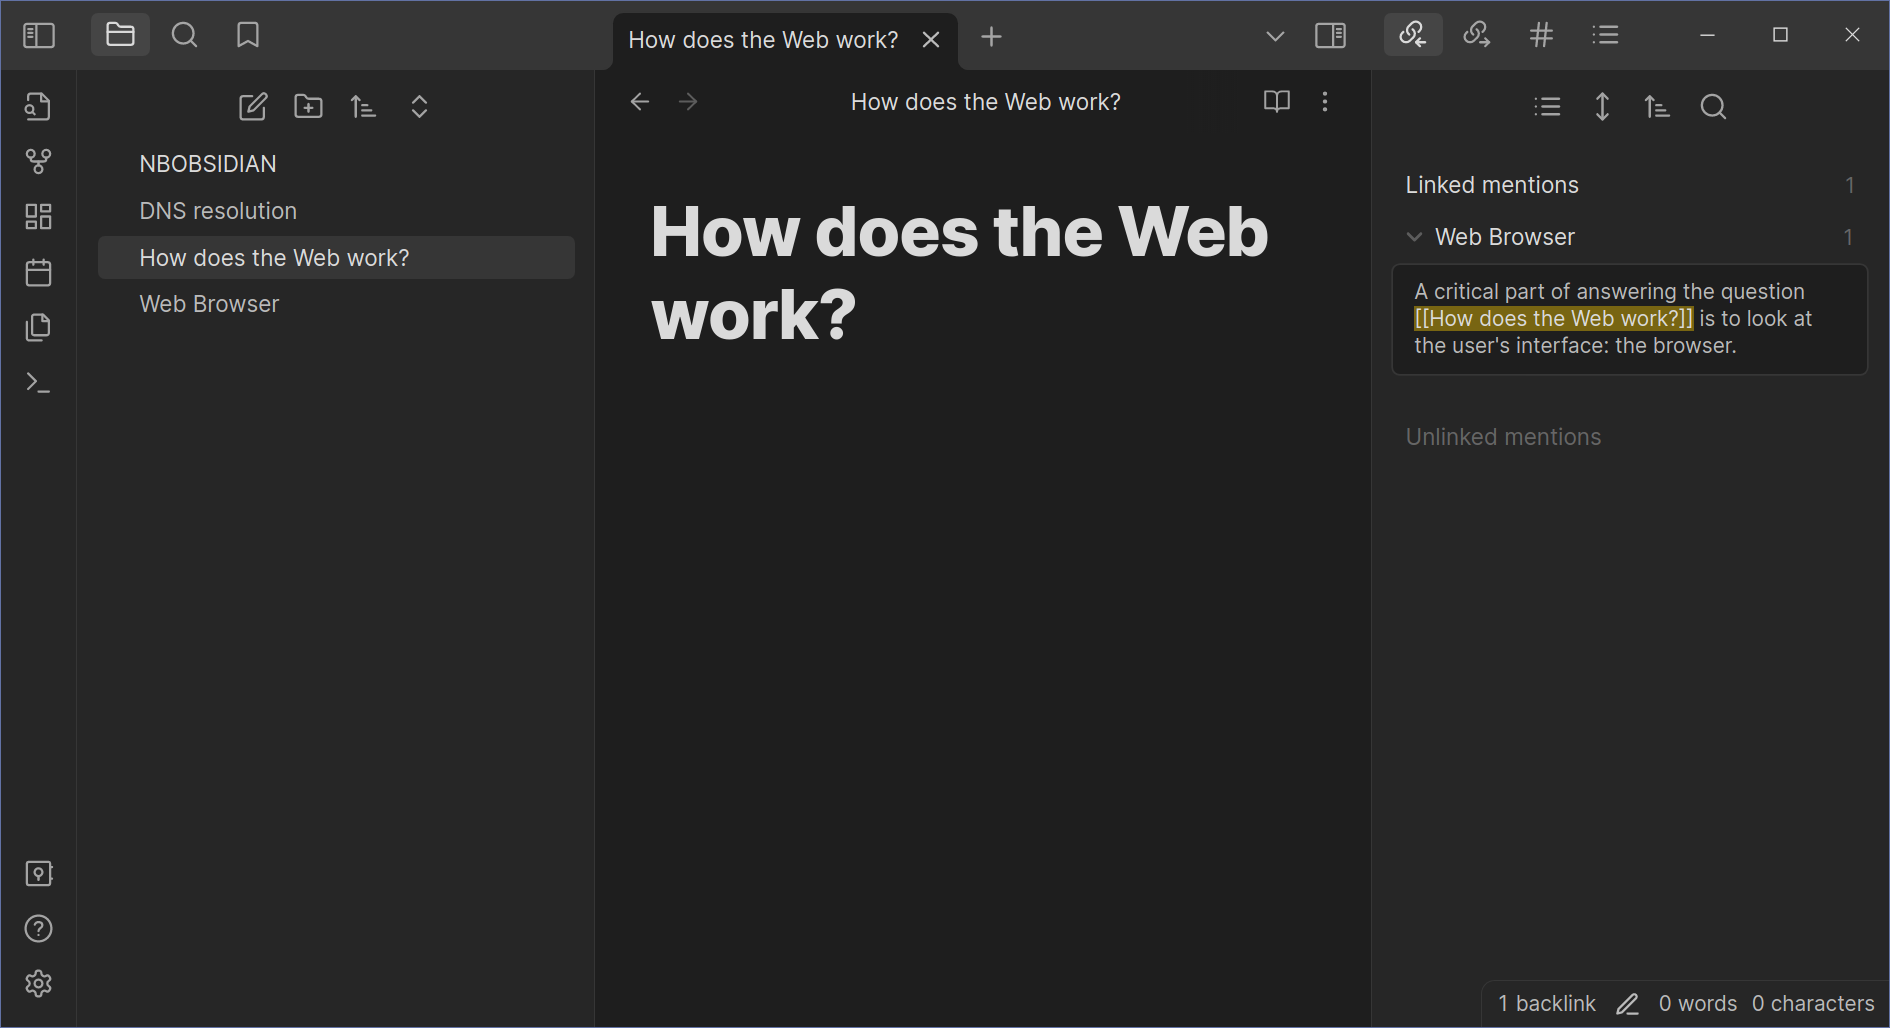 How does the Web work?
NBOBSIDIAN
DNS resolution
How does the Web work?
Web Browser
How does the Web work?
How does the Web
work?
Linked mentions 1
Web Browser 1
A critical part of answering the question
[[How does the Web work?]] is to look at
the user's interface: the browser.
Unlinked mentions
1 backlink 0 words 0 characters